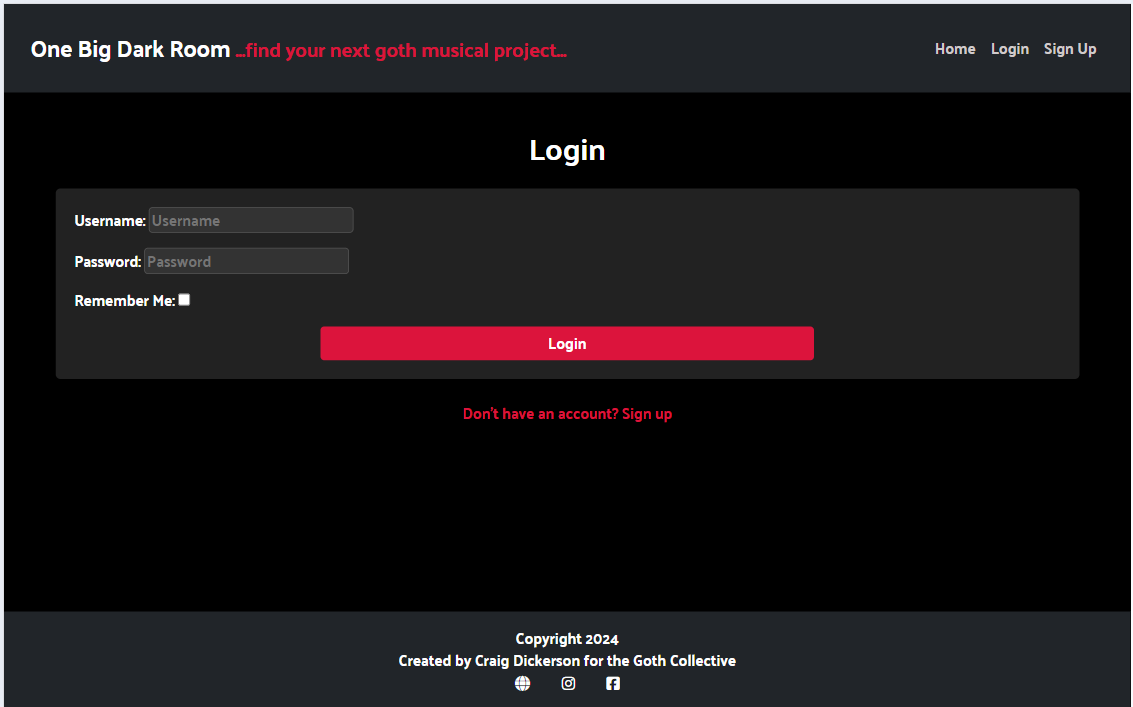 One Big Dark Room ...find your next goth musical project...
Home Login Sign Up
Login
Username: Username
Password: Password
Remember Me:
Login
Don't have an account? Sign up
Copyright 2024
Created by Craig Dickerson for the Goth Collective